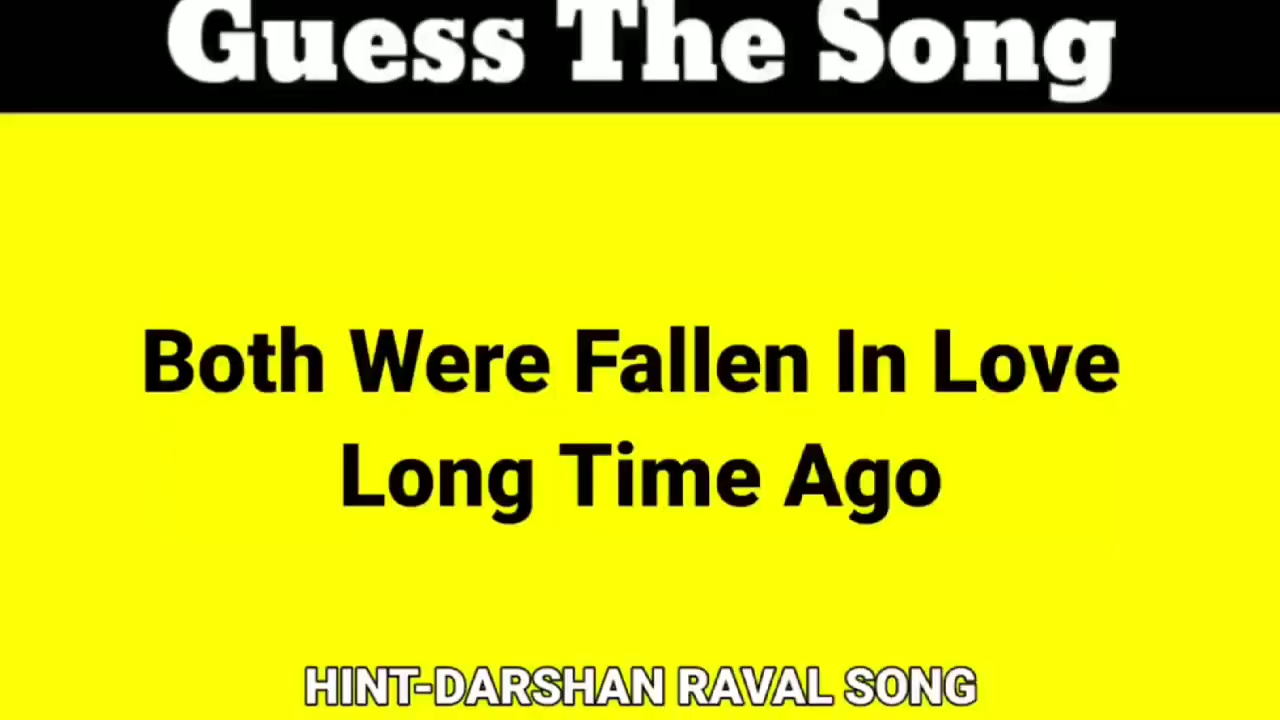 Guess The Song
Both Were Fallen In Love
Long Time Ago
HINT-DARSHAN RAVAL SONG